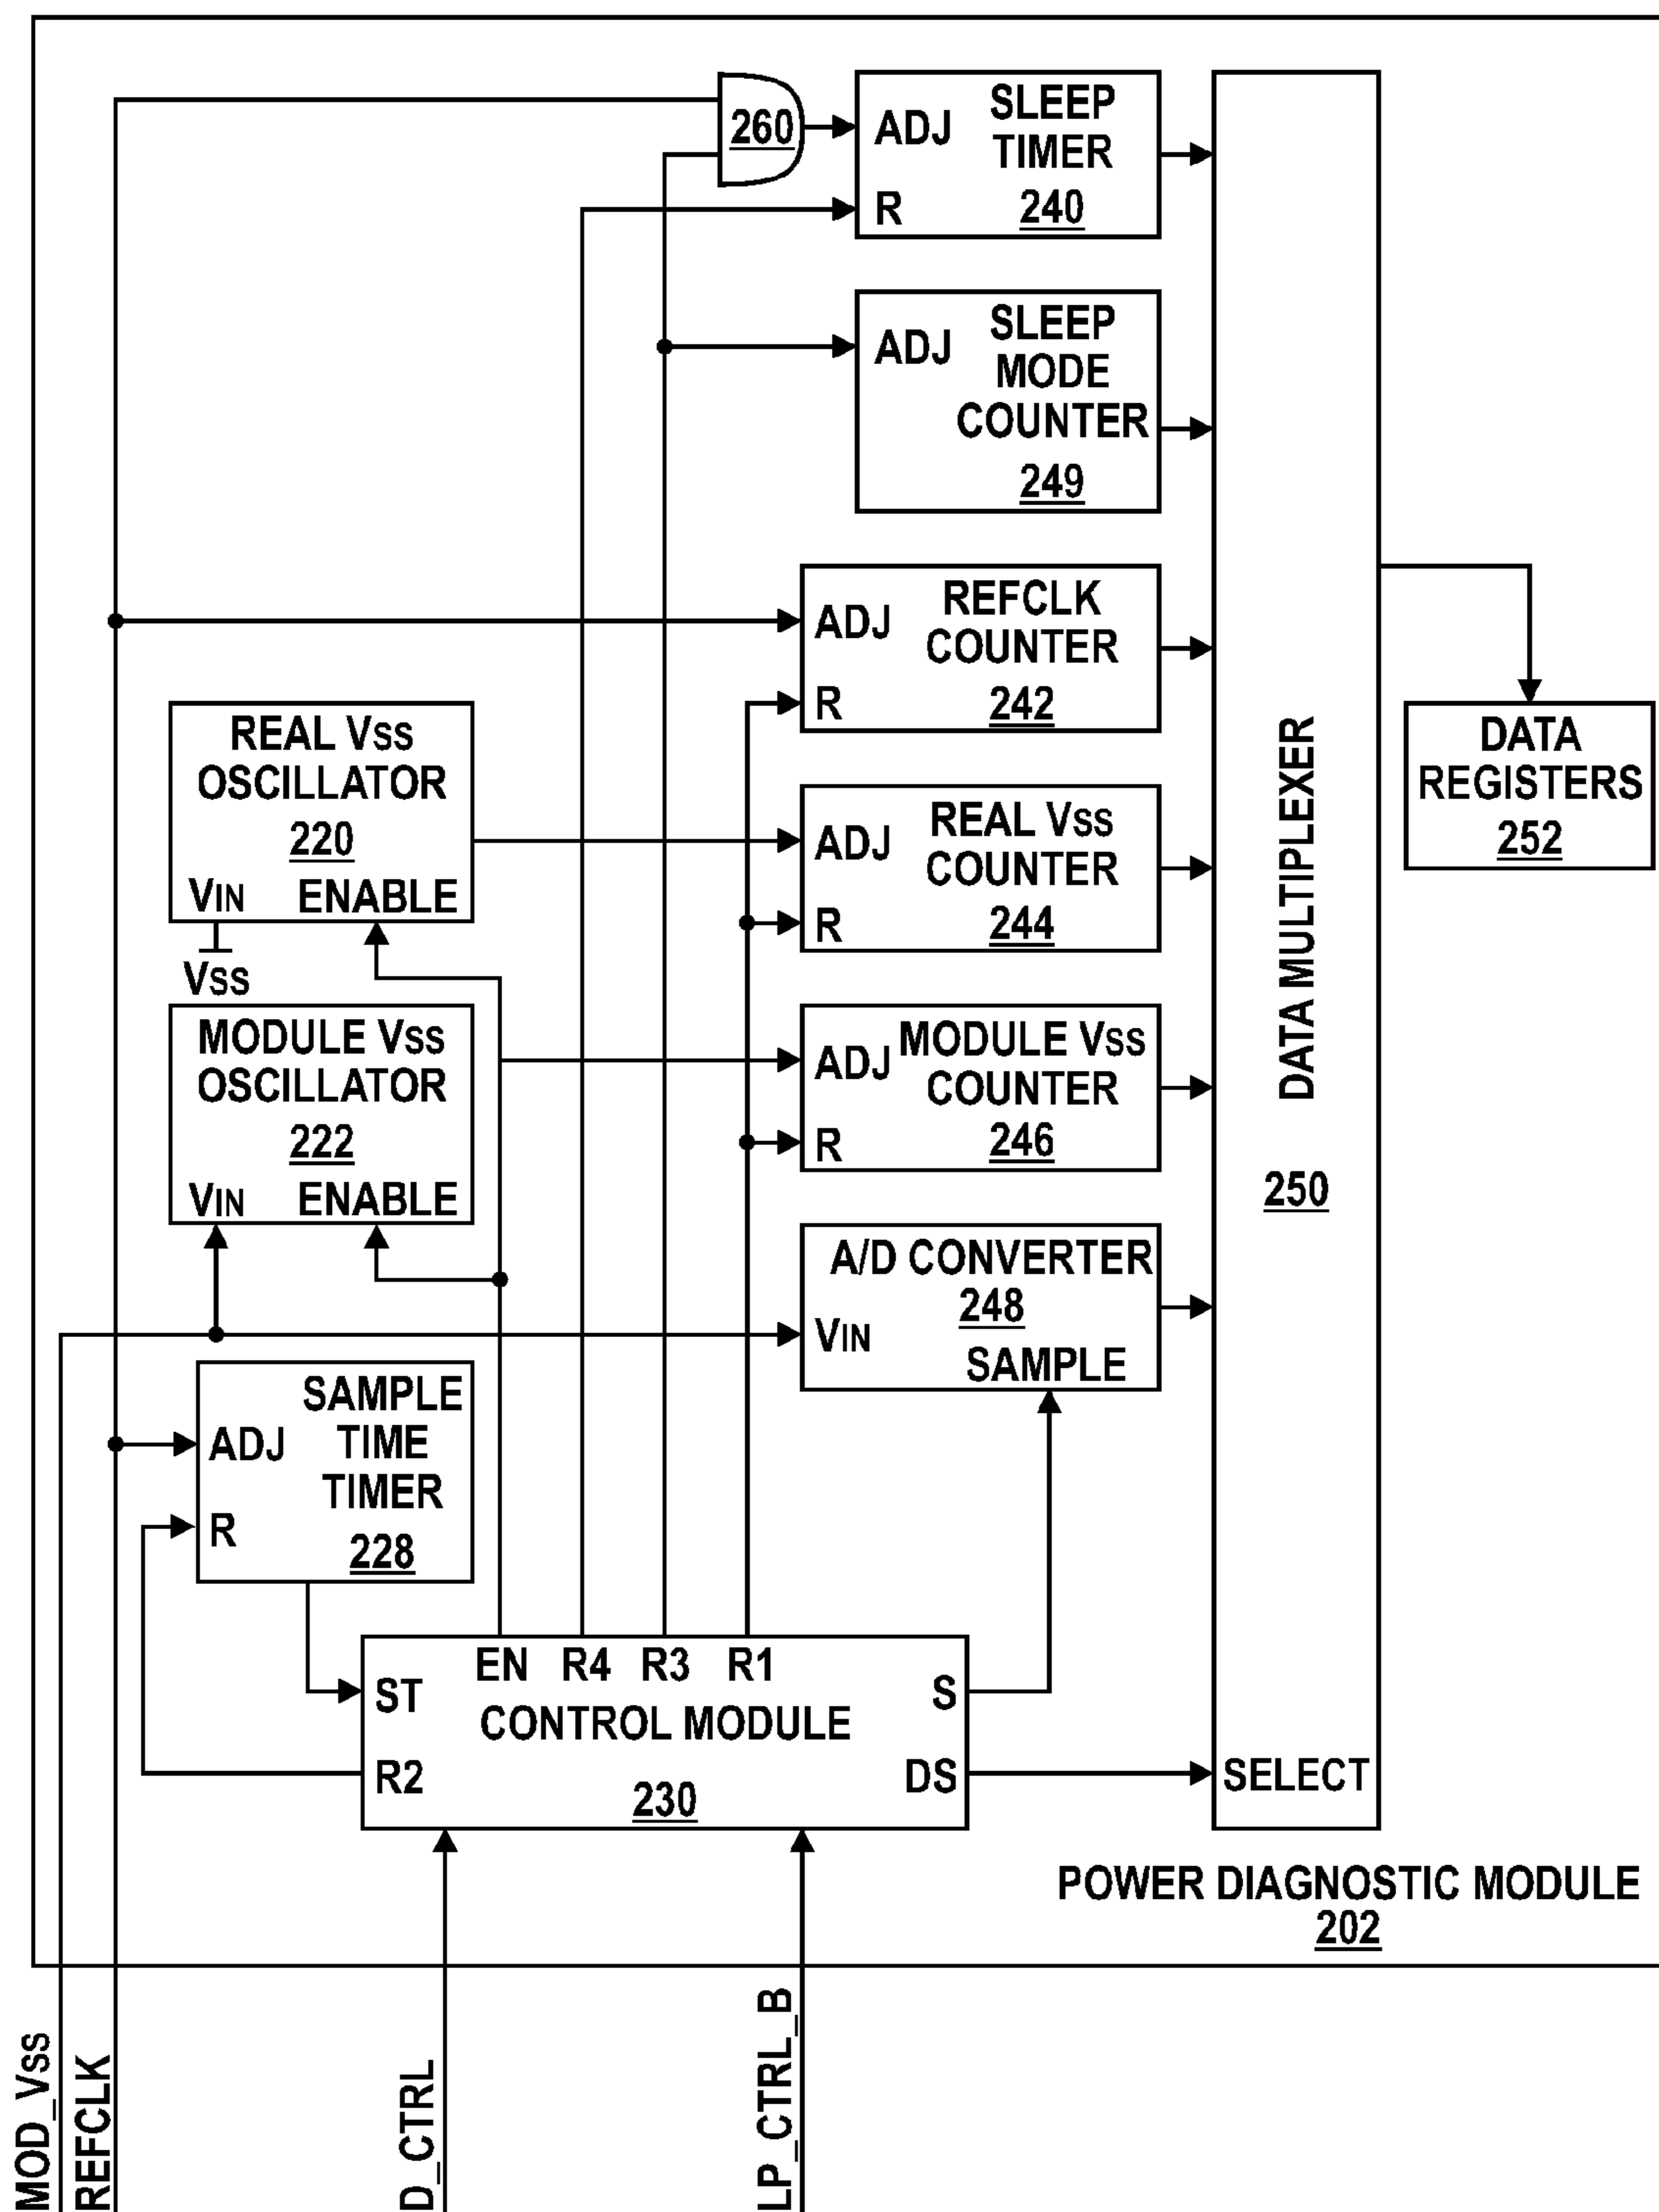 260
ADJ
SLEEP
TIMER
R
240
ADJ
SLEEP
MODE
COUNTER
249
ADJ
REFCLK
COUNTER
R
242
REAL VSS
OSCILLATOR
220
VIN ENABLE
VSS
ADJ
REAL VSS
COUNTER
R
244
MODULE VSS
OSCILLATOR
222
VIN ENABLE
ADJ
MODULE VSS
COUNTER
R
246
A/D CONVERTER
248
VIN
SAMPLE
DATA MULTIPLEXER
250
SELECT
DATA
REGISTERS
252
ADJ
SAMPLE
TIME
TIMER
R
228
EN R4 R3 R1
ST
S
CONTROL MODULE
R2
DS
230
POWER DIAGNOSTIC MODULE
202
MOD_VSS
REFCLK
D_CTRL
LP_CTRL_B